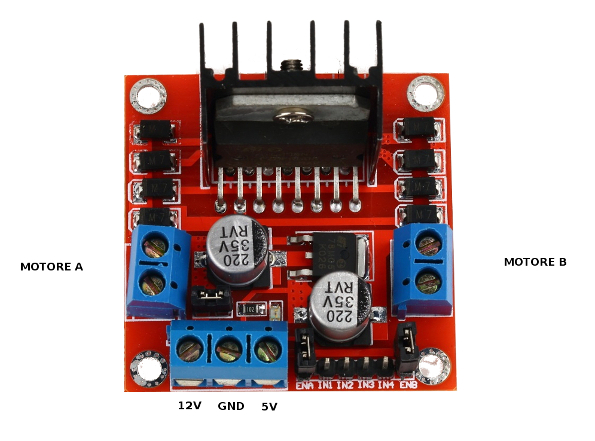 220
35V
RVT
MOTORE A
MOTORE B
220
35V
RVT
ENA IN1 IN2 IN3 IN4 ENB
12V GND 5V